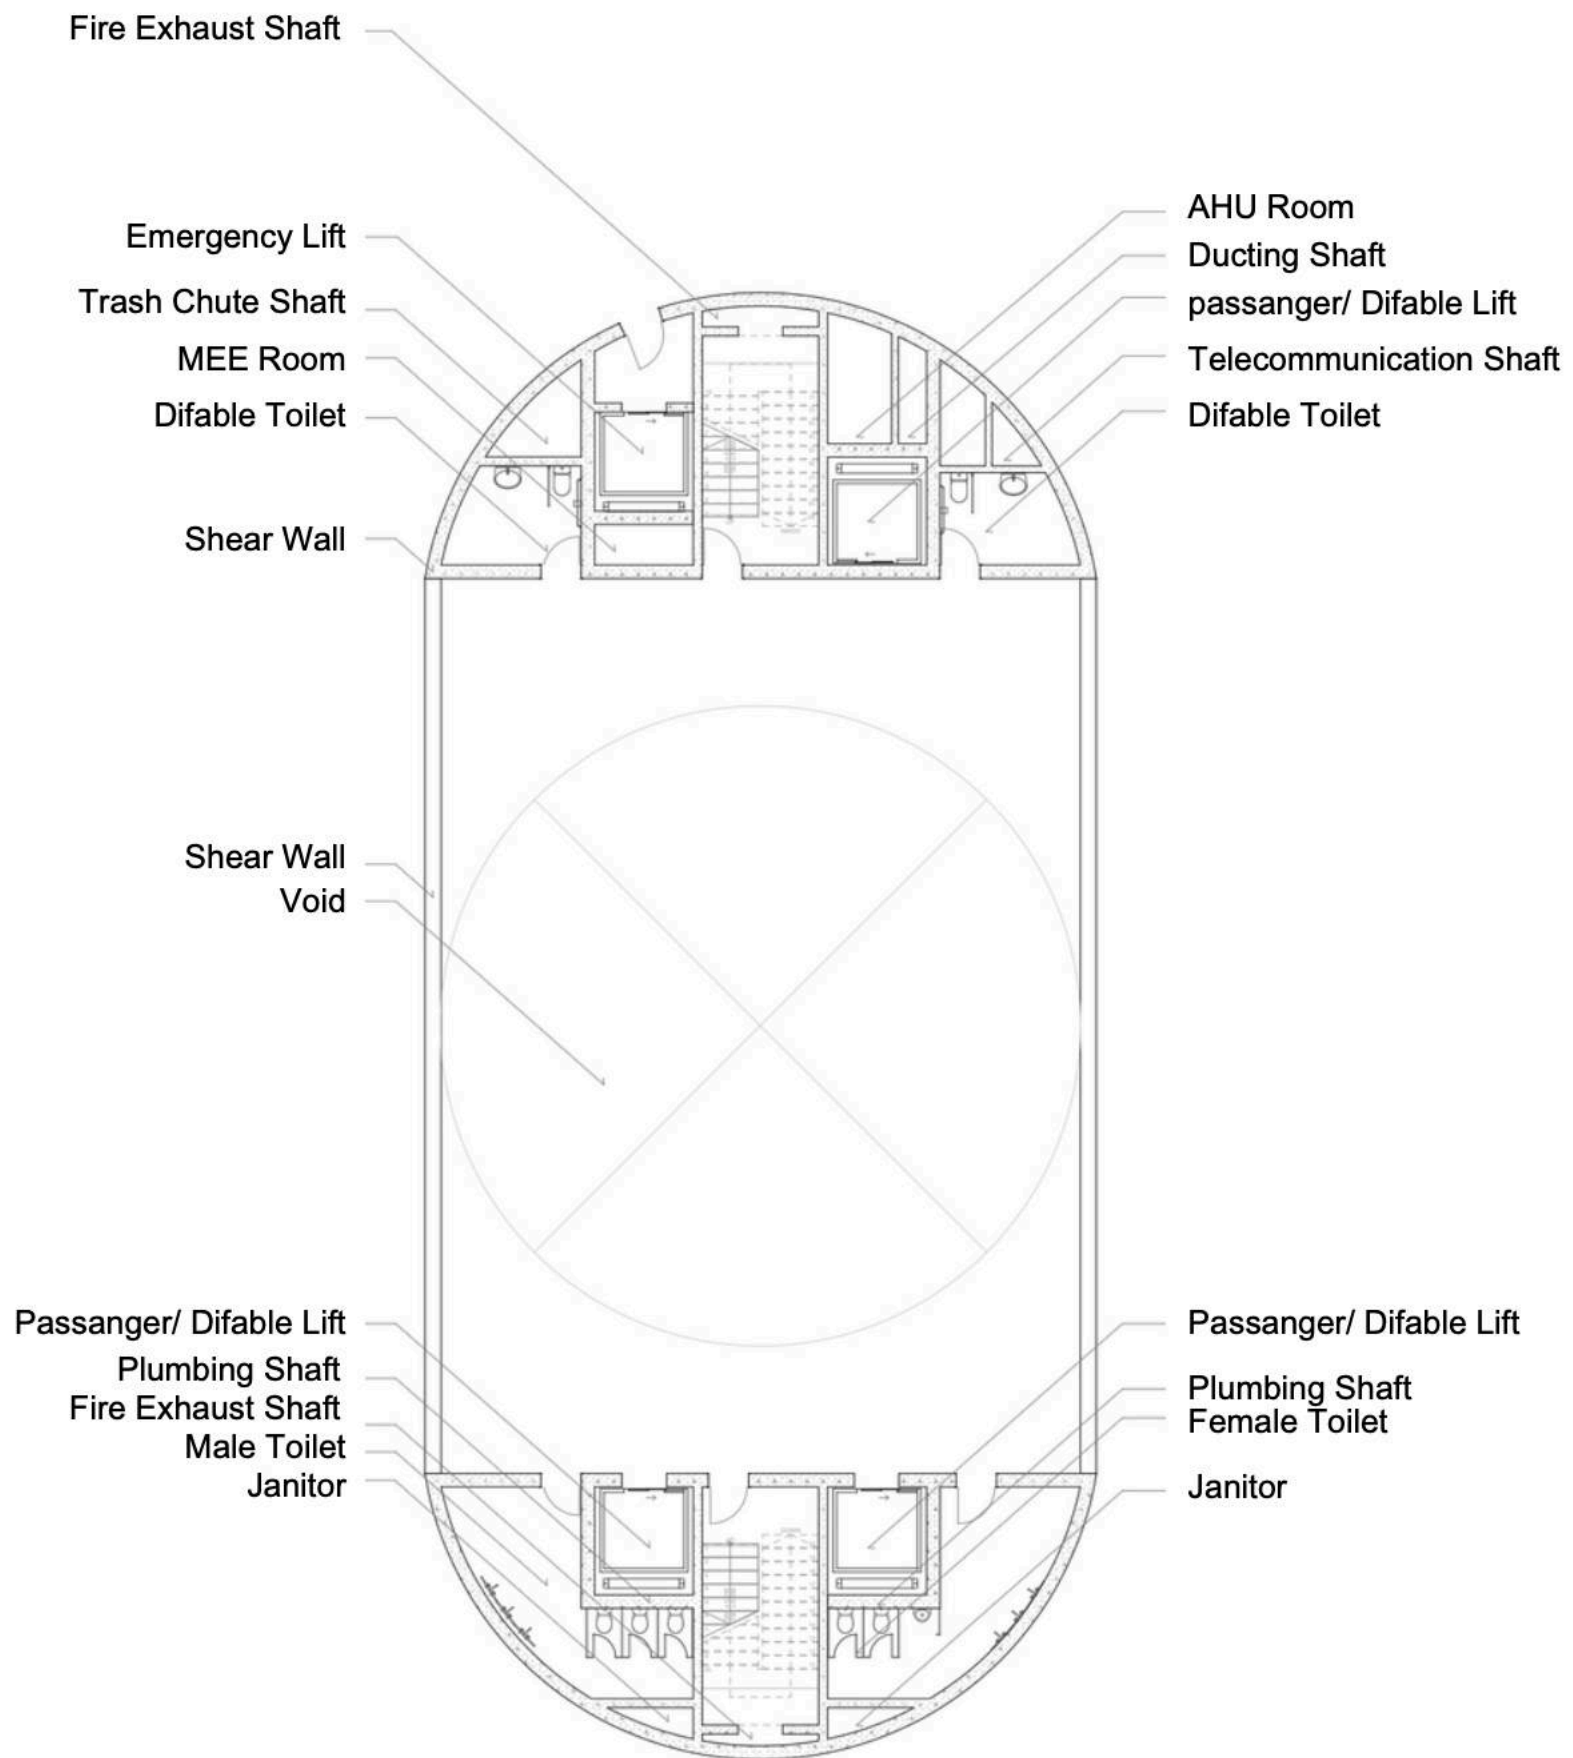 Fire Exhaust Shaft
Emergency Lift
Trash Chute Shaft
MEE Room
Difable Toilet
Shear Wall
AHU Room
Ducting Shaft
passanger/ Difable Lift
Telecommunication Shaft
Difable Toilet
Shear Wall
Void
Passanger/ Difable Lift
Plumbing Shaft
Fire Exhaust Shaft
Male Toilet
Janitor
Passanger/ Difable Lift
Plumbing Shaft
Female Toilet
Janitor